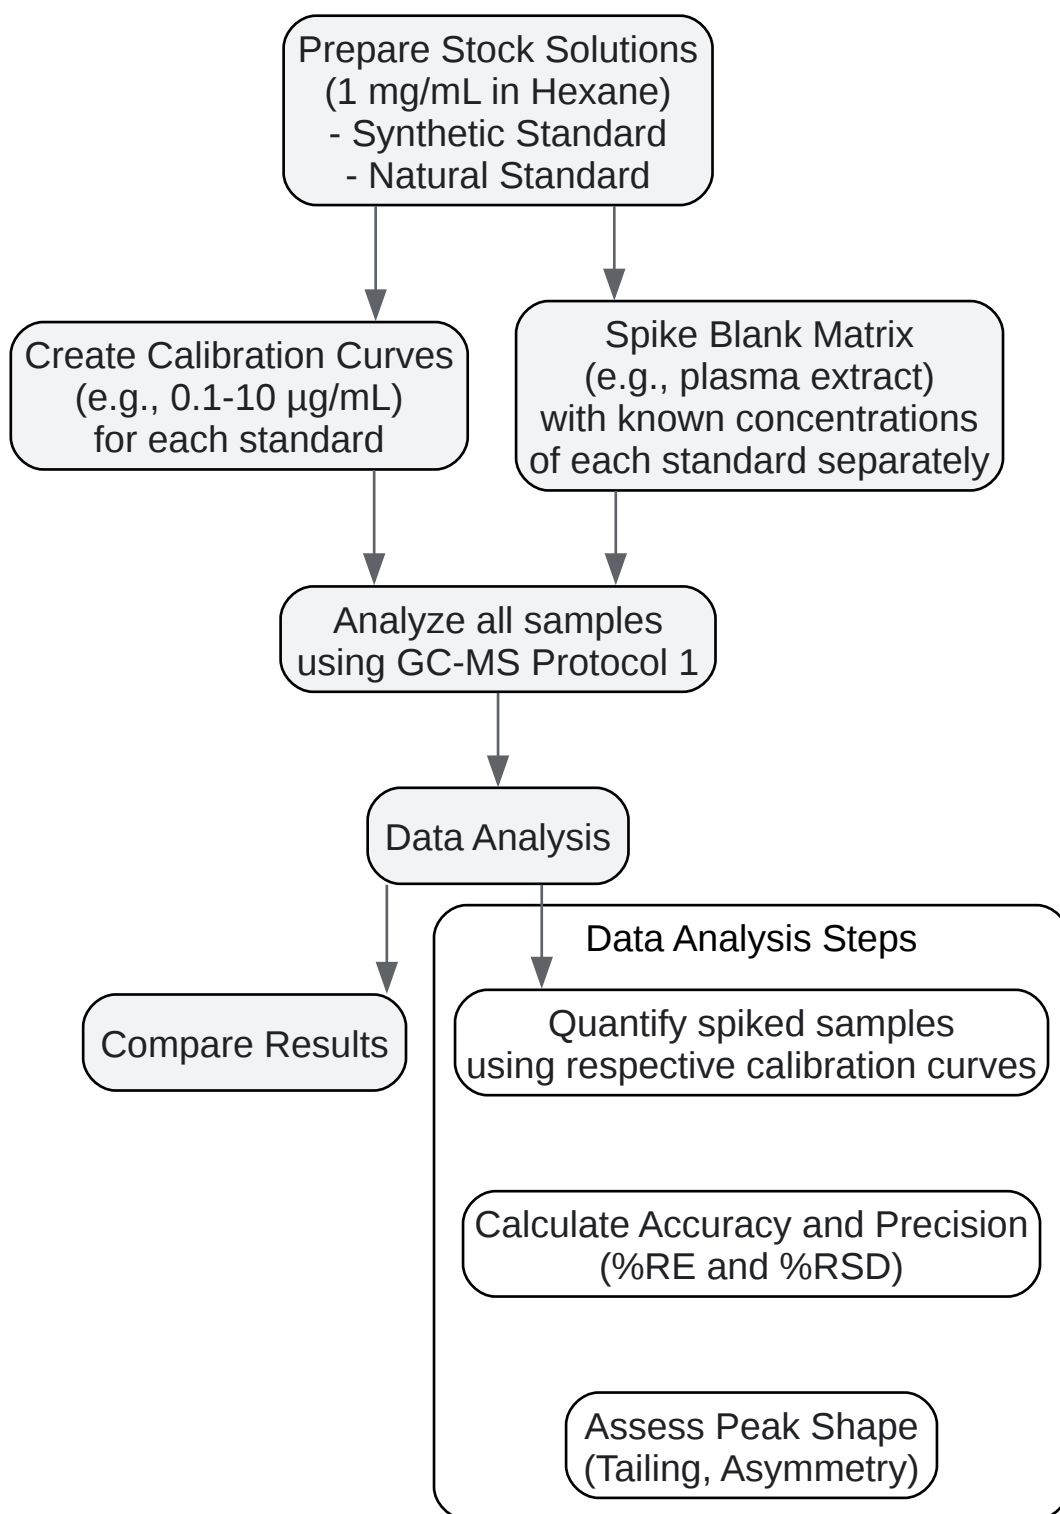 Prepare Stock Solutions
(1 mg/mL in Hexane)
- Synthetic Standard
- Natural Standard
Create Calibration Curves
(e.g., 0.1-10 µg/mL)
for each standard
Spike Blank Matrix
(e.g., plasma extract)
with known concentrations
of each standard separately
Analyze all samples
using GC-MS Protocol 1
Data Analysis
Compare Results
Data Analysis Steps
Quantify spiked samples
using respective calibration curves
Calculate Accuracy and Precision
(%RE and %RSD)
Assess Peak Shape
(Tailing, Asymmetry)